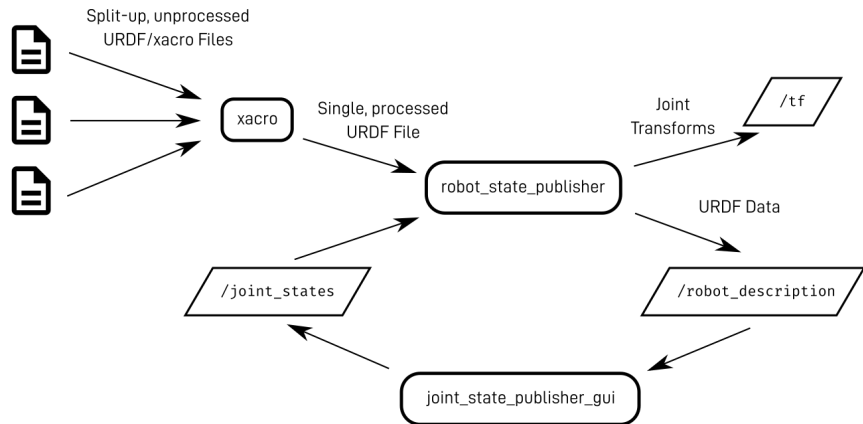 Split-up, unprocessed
URDF/xacro Files
xacro
Single, processed
URDF File
robot_state_publisher
Joint
Transforms
/tf
URDF Data
/joint_states
/robot_description
joint_state_publisher_gui